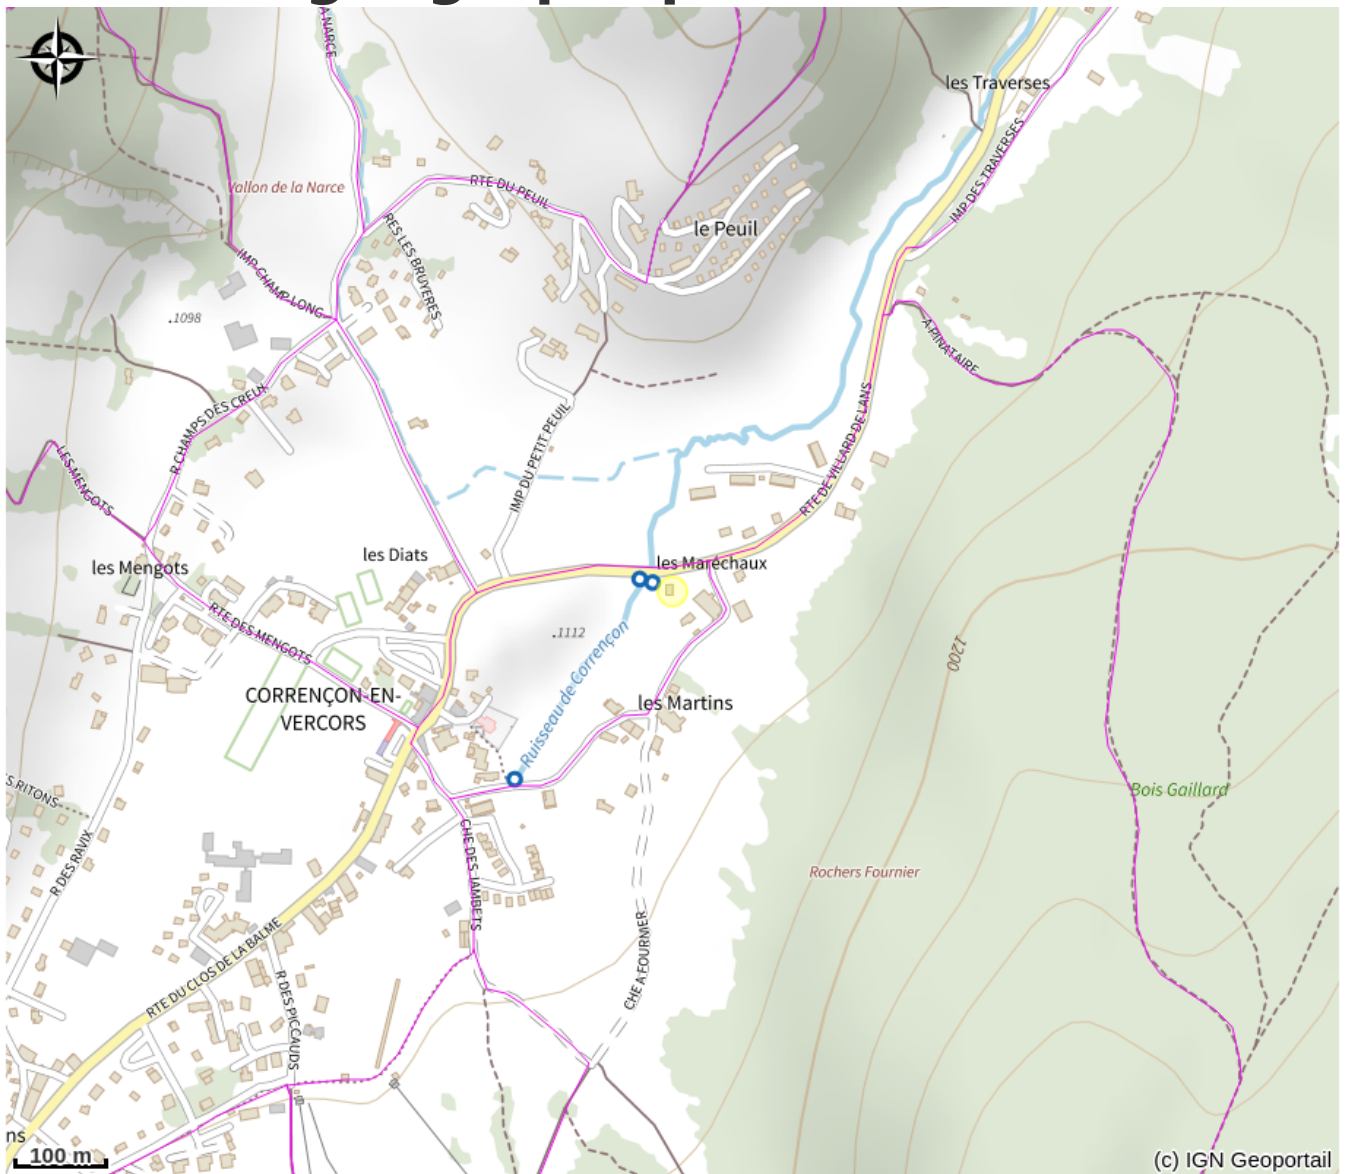 A NARCE
les Traverses
IMP DES TRAVERSES
Vallon de la Narce
RTE DU PEUIL
RES LES BRUYERES
le Peuil
IMP CHAMP LONG
.1098
A PINATAIRE
R CHAMPS DES CREUX
IMP DU PETIT PEUIL
RTE DE VILLARD DE LANS
LES MENGOTS
les Diats
les Mengots
les Maréchaux
RTE DES MENGOTS
.1112
Ruisseau de Corrençon
1200
CORRENÇON-EN-
VERCORS
les Martins
S RITONS
Bois Gaillard
R DES RAVIX
CHE DES JAMBETS
Rochers Fournier
CHE A FOURNIER
RTE DU CLOS DE LA BALME
R DES PICCAUDS
ns
100 m
(c) IGN Geoportail